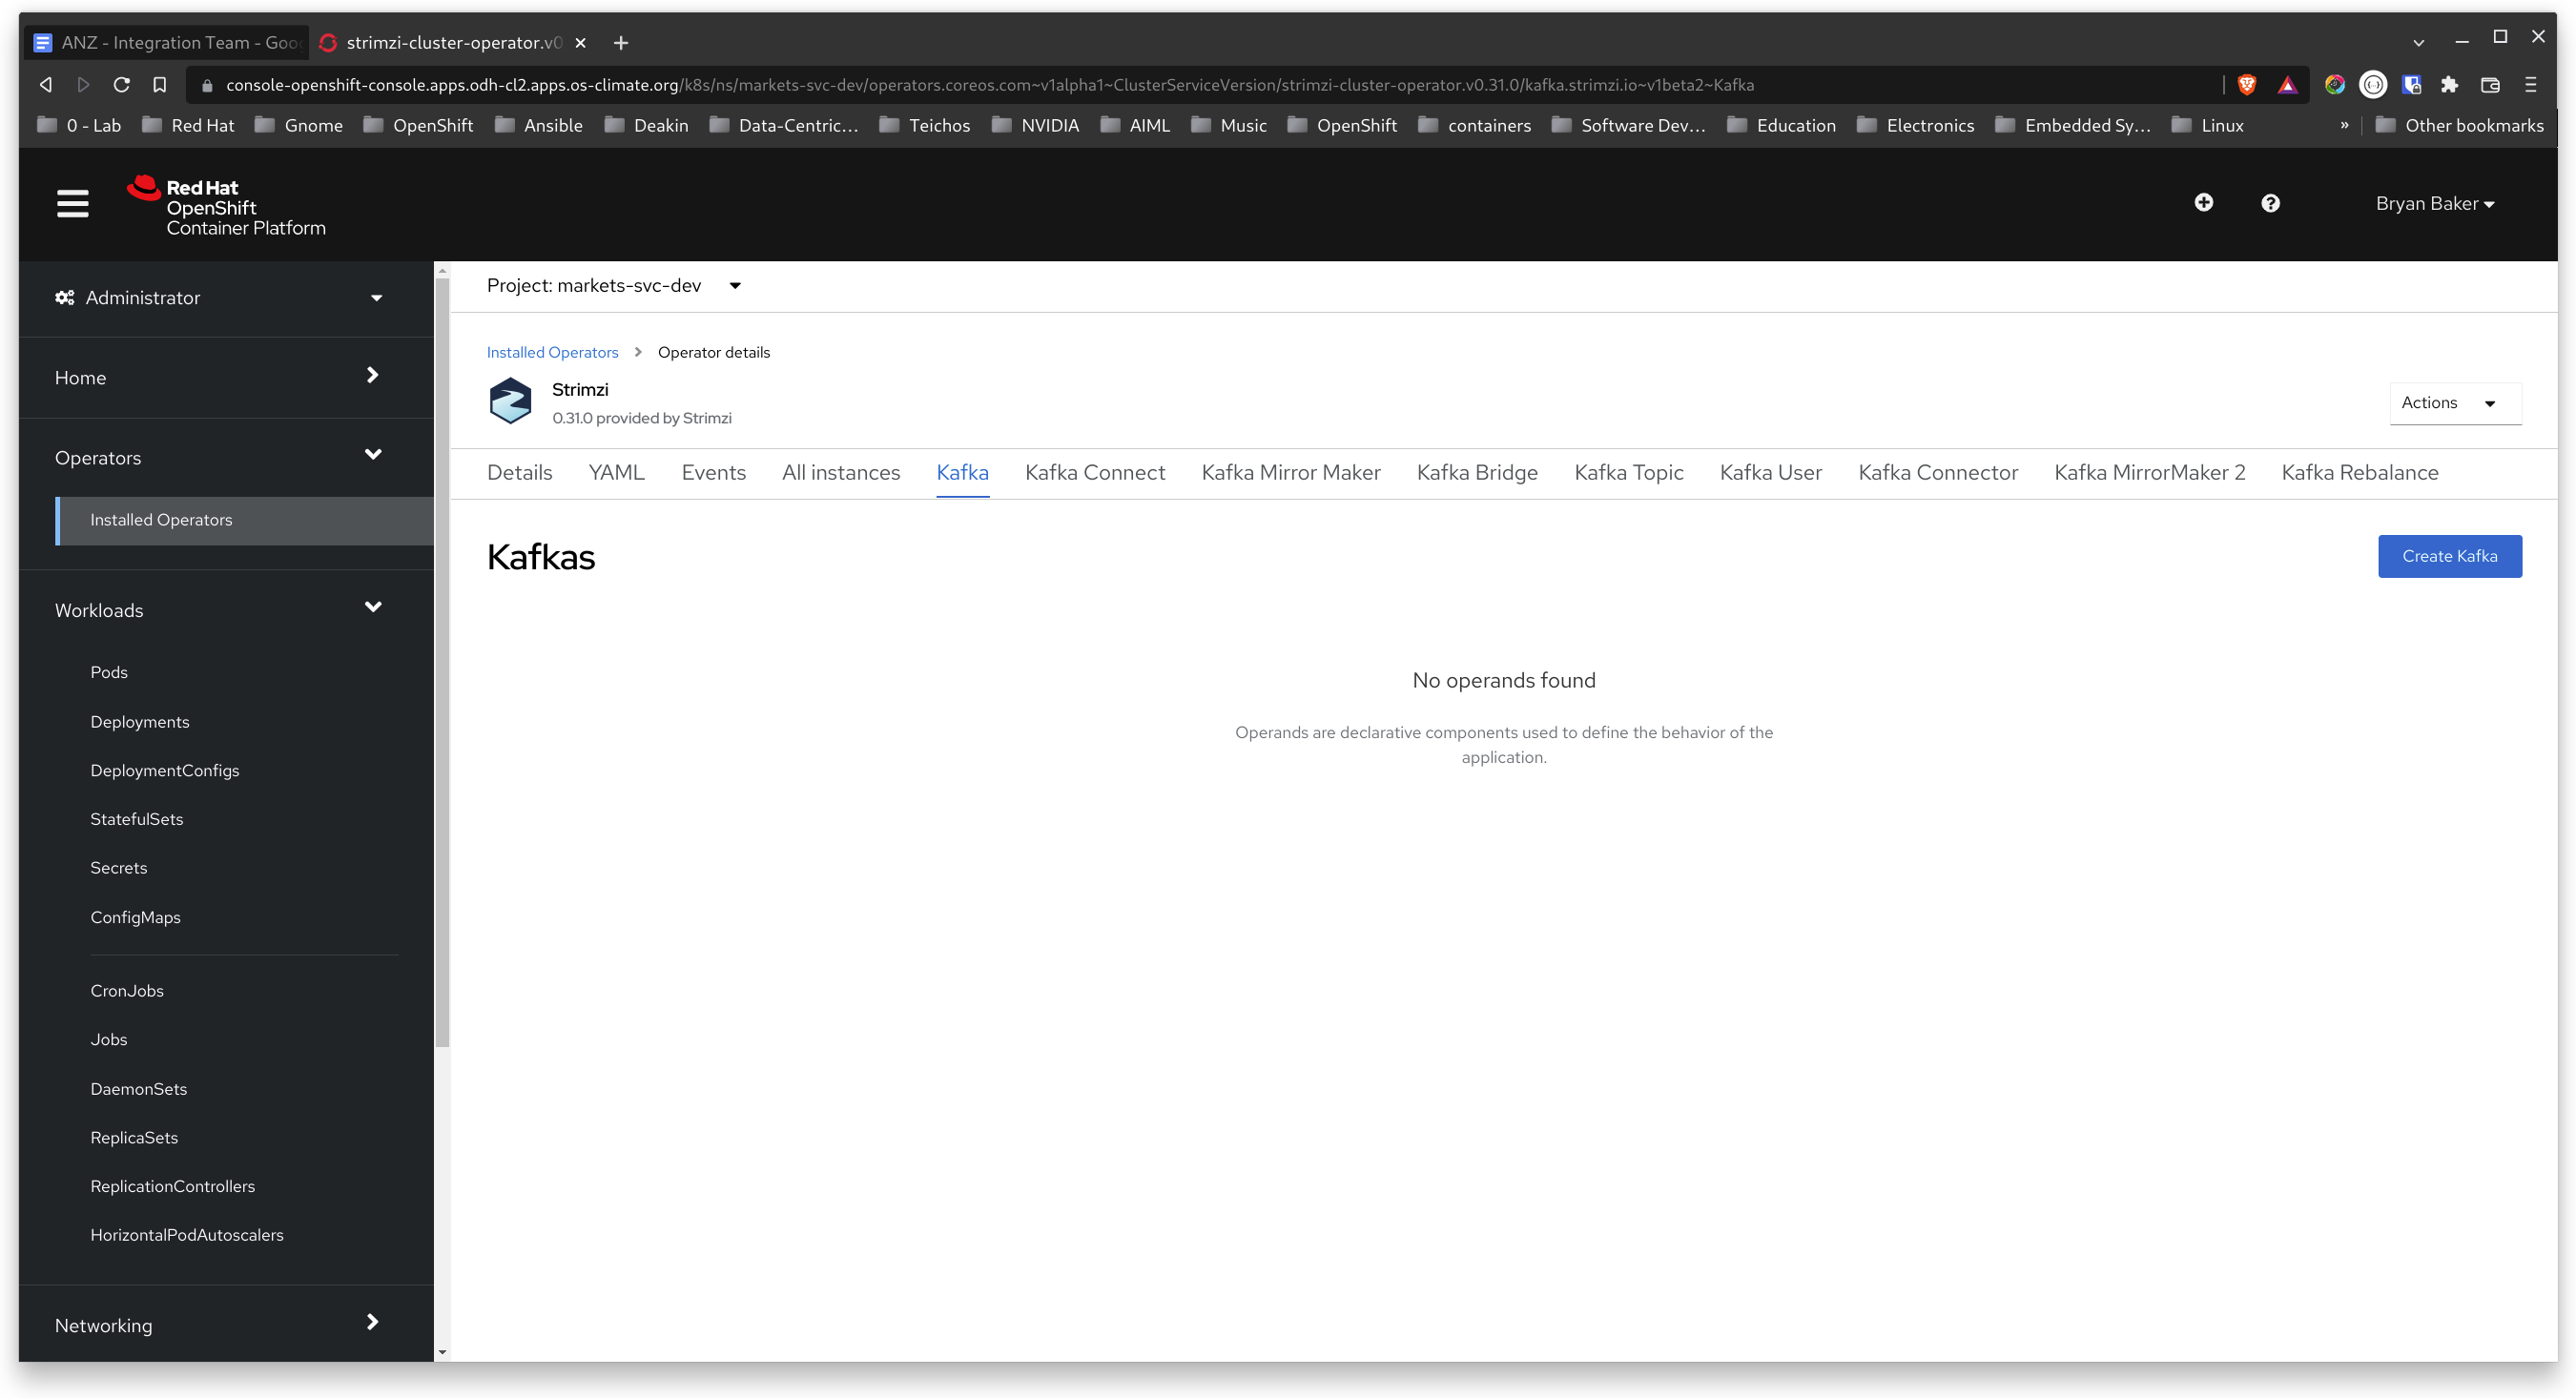 ANZ - Integration Team - Goo
strimzi-cluster-operator.v0
console-openshift-console.apps.odh-cl2.apps.os-climate.org/k8s/ns/markets-svc-dev/operators.coreos.com~v1alpha1~ClusterServiceVersion/strimzi-cluster-operator.v0.31.0/kafka.strimzi.io~v1beta2~Kafka
0 - Lab Red Hat Gnome OpenShift Ansible Deakin Data-Centric... Teichos NVIDIA AIML Music OpenShift containers Software Dev... Education Electronics Embedded Sy... Linux » Other bookmarks
Red Hat
OpenShift
Container Platform
Bryan Baker
Administrator
Home
Operators
Installed Operators
Workloads
Pods
Deployments
DeploymentConfigs
StatefulSets
Secrets
ConfigMaps
CronJobs
Jobs
DaemonSets
ReplicaSets
ReplicationControllers
HorizontalPodAutoscalers
Networking
Project: markets-svc-dev
Installed Operators > Operator details
Strimzi
0.31.0 provided by Strimzi
Actions
Details YAML Events All instances Kafka Kafka Connect Kafka Mirror Maker Kafka Bridge Kafka Topic Kafka User Kafka Connector Kafka MirrorMaker 2 Kafka Rebalance
Kafkas
Create Kafka
No operands found
Operands are declarative components used to define the behavior of the
application.